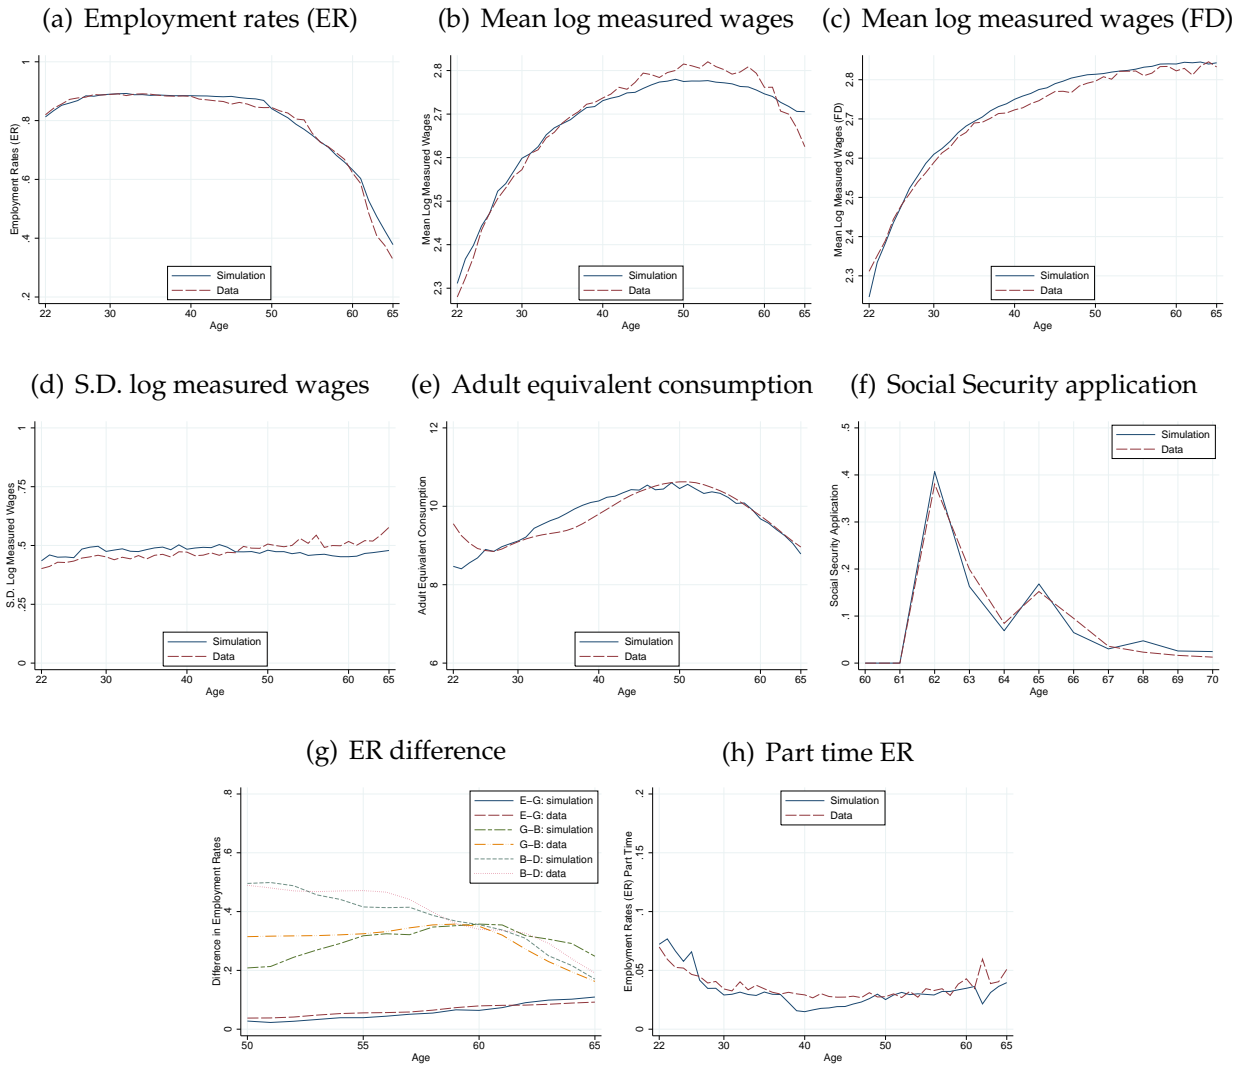 (a) Employment rates (ER)
1
.8
.6
.4
.2
Employment Rates (ER)
Simulation
Data
22
30
40
50
60
65
Age
(b) Mean log measured wages
2.8
2.7
2.6
2.5
2.4
2.3
Mean Log Measured Wages
Simulation
Data
22
30
40
50
60
65
Age
(c) Mean log measured wages (FD)
2.8
2.7
2.6
2.5
2.4
2.3
Mean Log Measured Wages (FD)
Simulation
Data
22
30
40
50
60
65
Age
(d) S.D. log measured wages
1
.75
.5
.25
0
S.D. Log Measured Wages
Simulation
Data
22
30
40
50
60
65
Age
(e) Adult equivalent consumption
12
10
8
6
Adult Equivalent Consumption
Simulation
Data
22
30
40
50
60
65
Age
(f) Social Security application
.5
.4
.3
.2
.1
0
Social Security Application
Simulation
Data
60
61
62
63
64
65
66
67
68
69
70
Age
(g) ER difference
.8
.6
.4
.2
0
Difference in Employment Rates
E−G: simulation
E−G: data
G−B: simulation
G−B: data
B−D: simulation
B−D: data
50
55
60
65
Age
(h) Part time ER
.2
.15
.1
.05
0
Employment Rates (ER) Part Time
Simulation
Data
22
30
40
50
60
65
Age